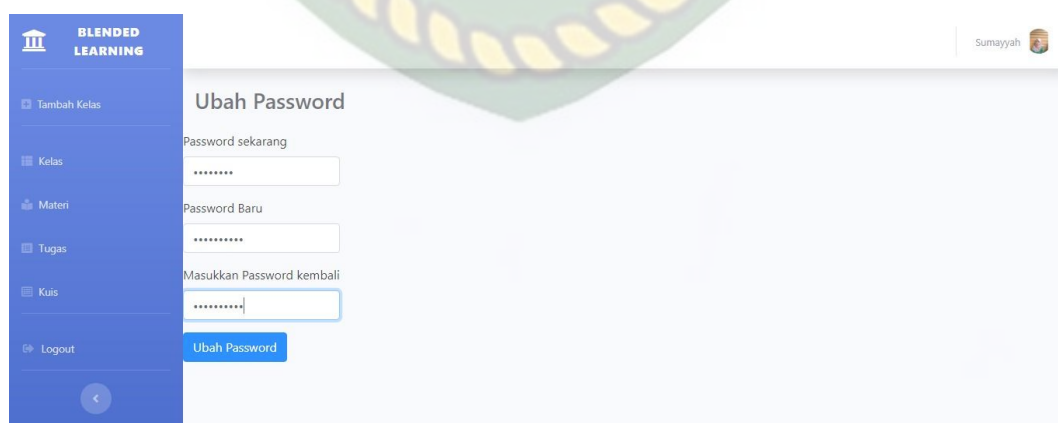 BLENDED
LEARNING
Sumayyah
Tambah Kelas
Kelas
Materi
Tugas
Kuis
Logout
Ubah Password
Password sekarang
••••••••
Password Baru
••••••••••
Masukkan Password kembali
••••••••••
Ubah Password